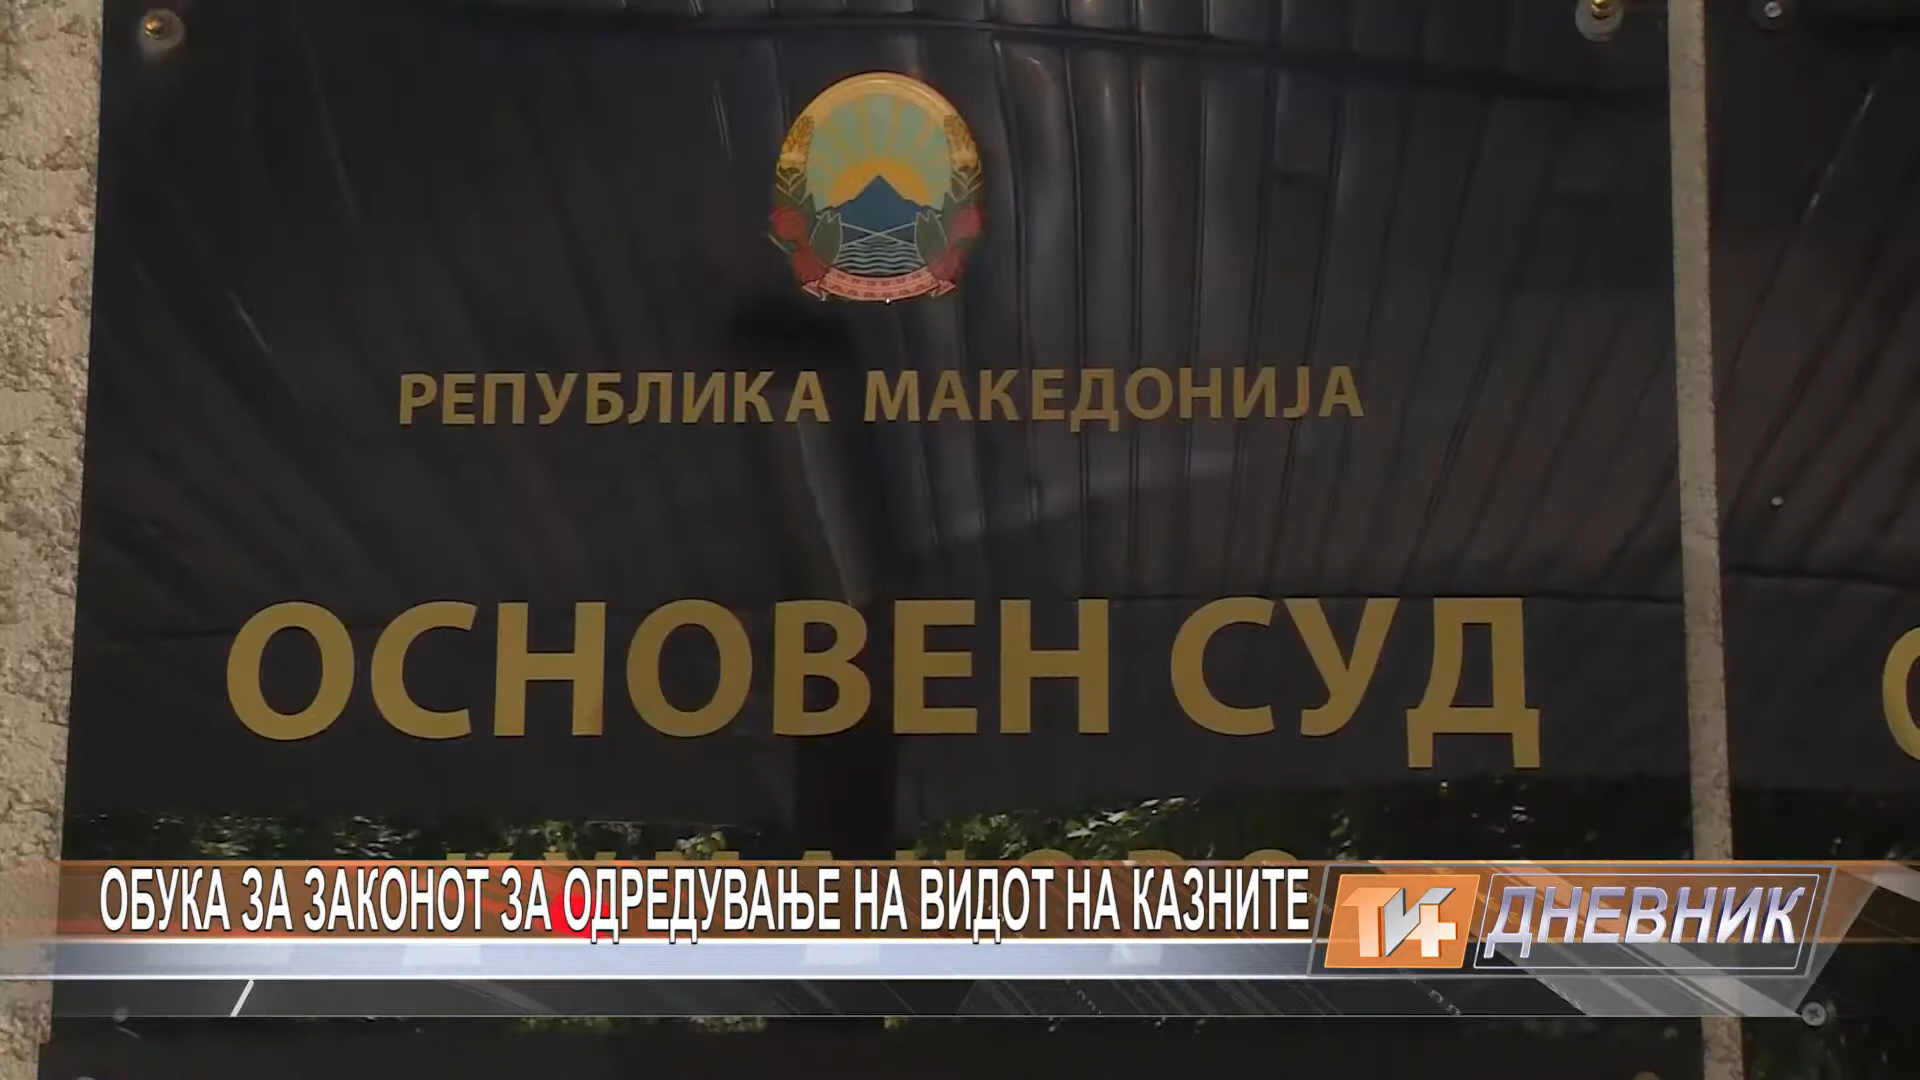 РЕПУБЛИКА МАКЕДОНИЈА
ОСНОВЕН СУД
ОБУКА ЗА ЗАКОНОТ ЗА ОДРЕДУВАЊЕ НА ВИДОТ НА КАЗНИТЕ
ДНЕВНИК